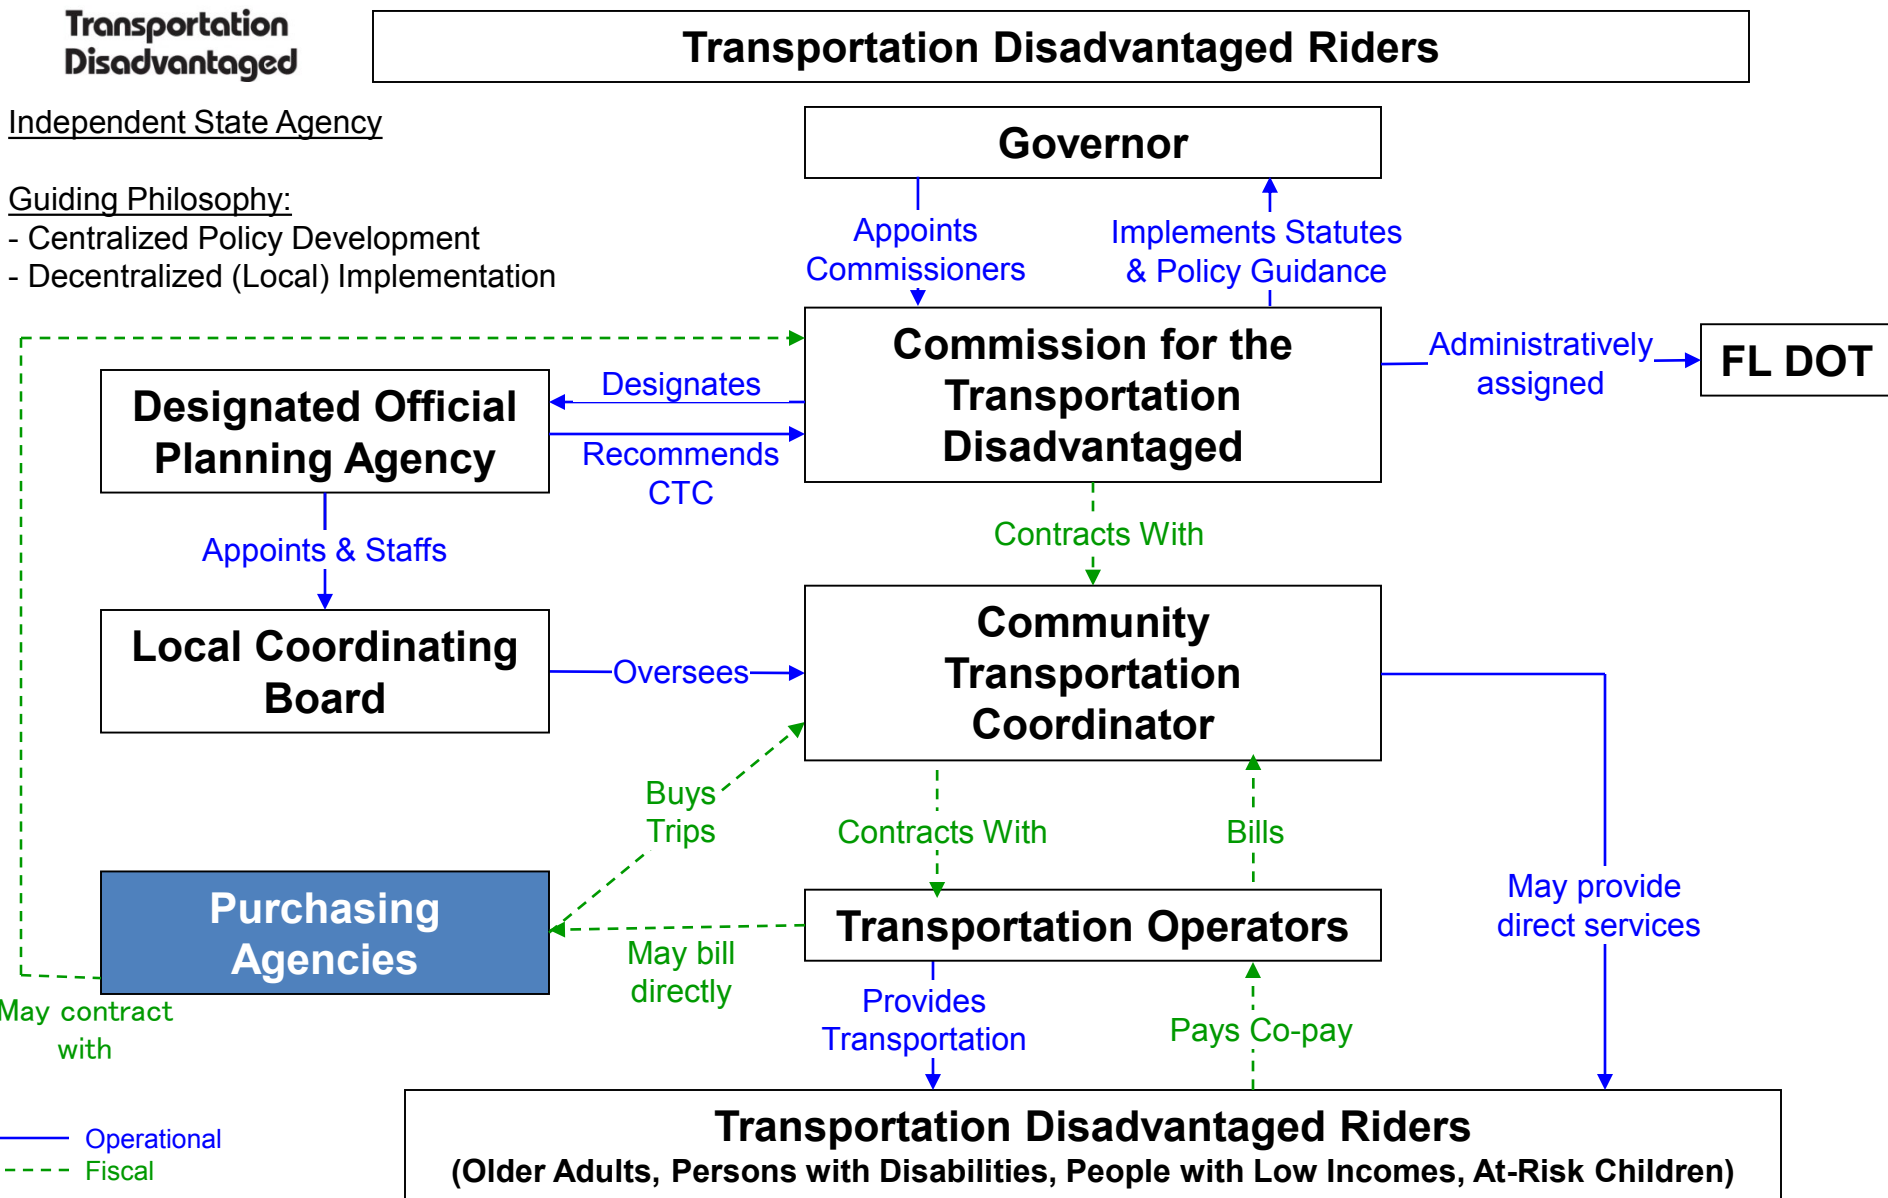 Transportation
Disadvantaged
Transportation Disadvantaged Riders
Independent State Agency
Guiding Philosophy:
- Centralized Policy Development
- Decentralized (Local) Implementation
Governor
Appoints
Commissioners
Implements Statutes
& Policy Guidance
Commission for the
Transportation
Disadvantaged
Administratively
assigned
FL DOT
Designates
Designated Official
Planning Agency
Recommends
CTC
Contracts With
Appoints & Staffs
Local Coordinating
Board
Oversees
Community
Transportation
Coordinator
Buys
Trips
Contracts With
Bills
Purchasing
Agencies
May bill
directly
Transportation Operators
May provide
direct services
May contract
with
Provides
Transportation
Pays Co-pay
Operational
Fiscal
Transportation Disadvantaged Riders
(Older Adults, Persons with Disabilities, People with Low Incomes, At-Risk Children)